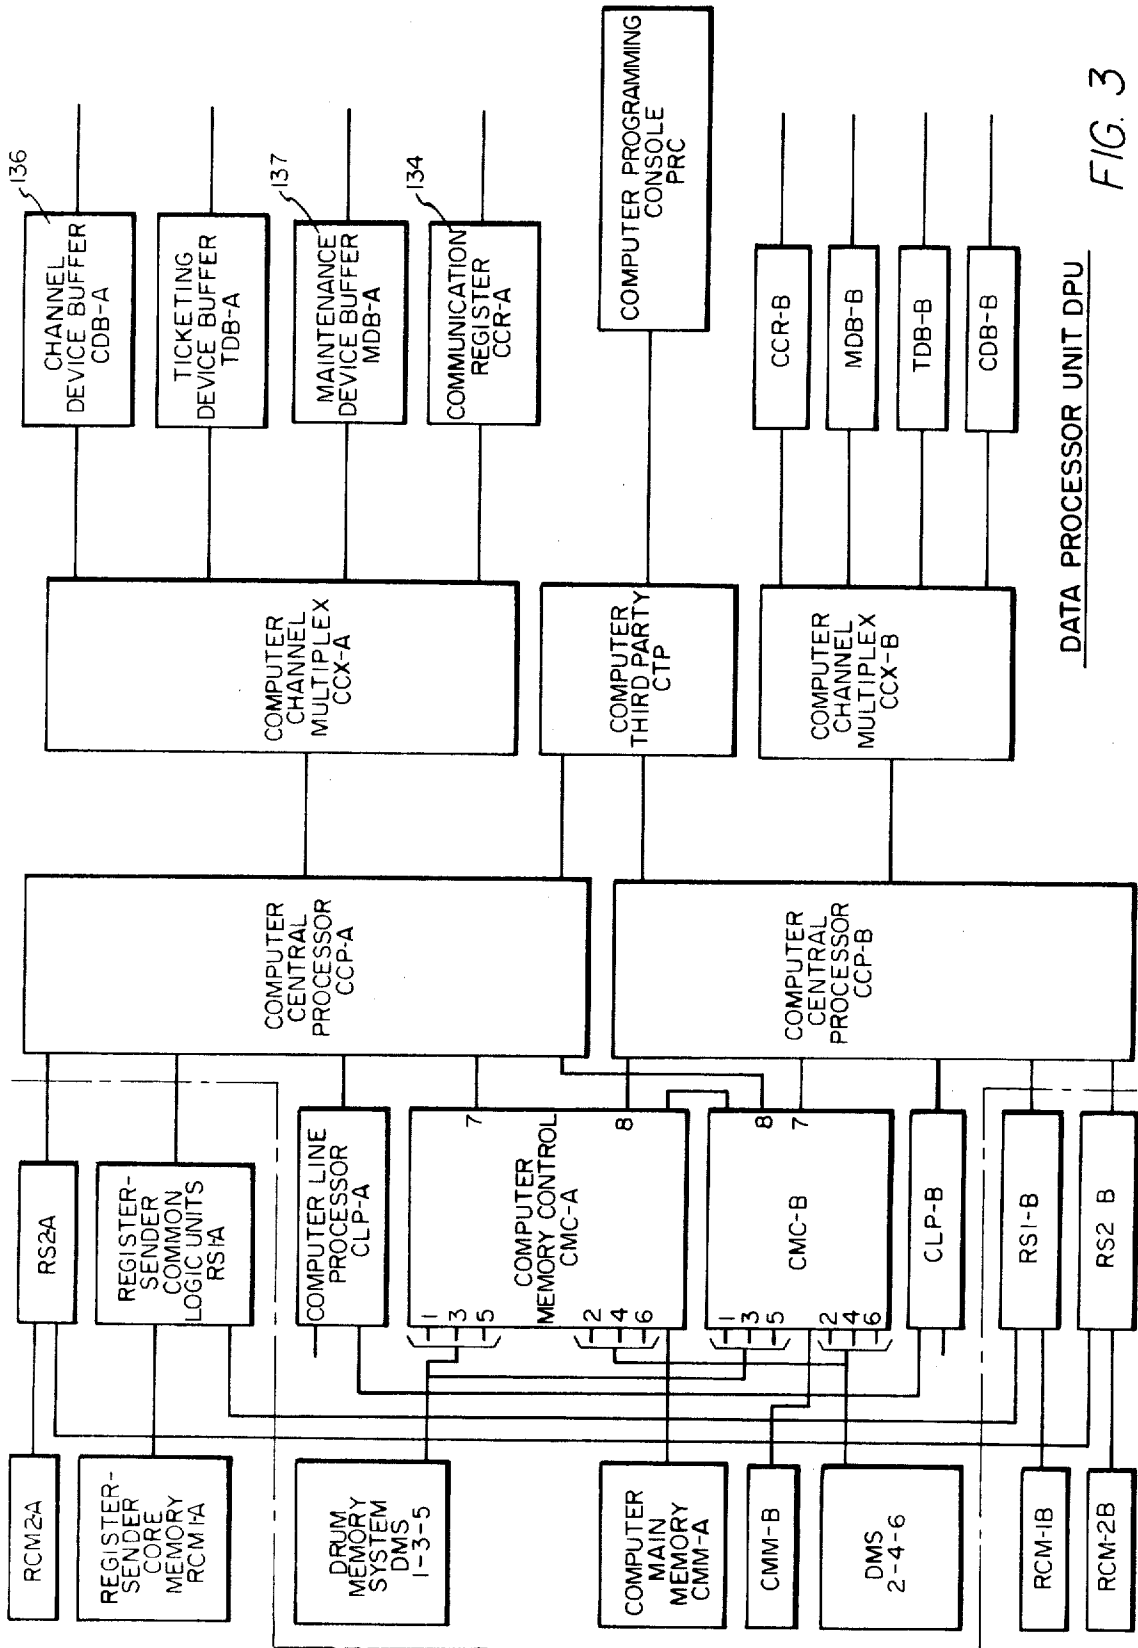 RCM2-A
REGISTER-
SENDER
CORE
MEMORY
RCM1-A
DRUM
MEMORY
SYSTEM
DMS
1-3-5
COMPUTER
MAIN
MEMORY
CMM-A
CMM-B
DMS
2-4-6
RCM-1B
RCM-2B
RS2-A
REGISTER-
SENDER
COMMON
LOGIC UNITS
RS1-A
COMPUTER LINE
PROCESSOR
CLP-A
1
3
5
2
4
6
7
8
COMPUTER
MEMORY CONTROL
CMC-A
1
3
5
2
4
6
8
7
CMC-B
CLP-B
RS1-B
RS2 B
COMPUTER
CENTRAL
PROCESSOR
CCP-A
COMPUTER
CENTRAL
PROCESSOR
CCP-B
COMPUTER
CHANNEL
MULTIPLEX
CCX-A
COMPUTER
THIRD PARTY
CTP
COMPUTER
CHANNEL
MULTIPLEX
CCX-B
136
CHANNEL
DEVICE BUFFER
CDB-A
TICKETING
DEVICE BUFFER
TDB-A
137
MAINTENANCE
DEVICE BUFFER
MDB-A
134
COMMUNICATION
REGISTER
CCR-A
COMPUTER PROGRAMMING
CONSOLE
PRC
CCR-B
MDB-B
TDB-B
CDB-B
DATA PROCESSOR UNIT DPU
FIG. 3